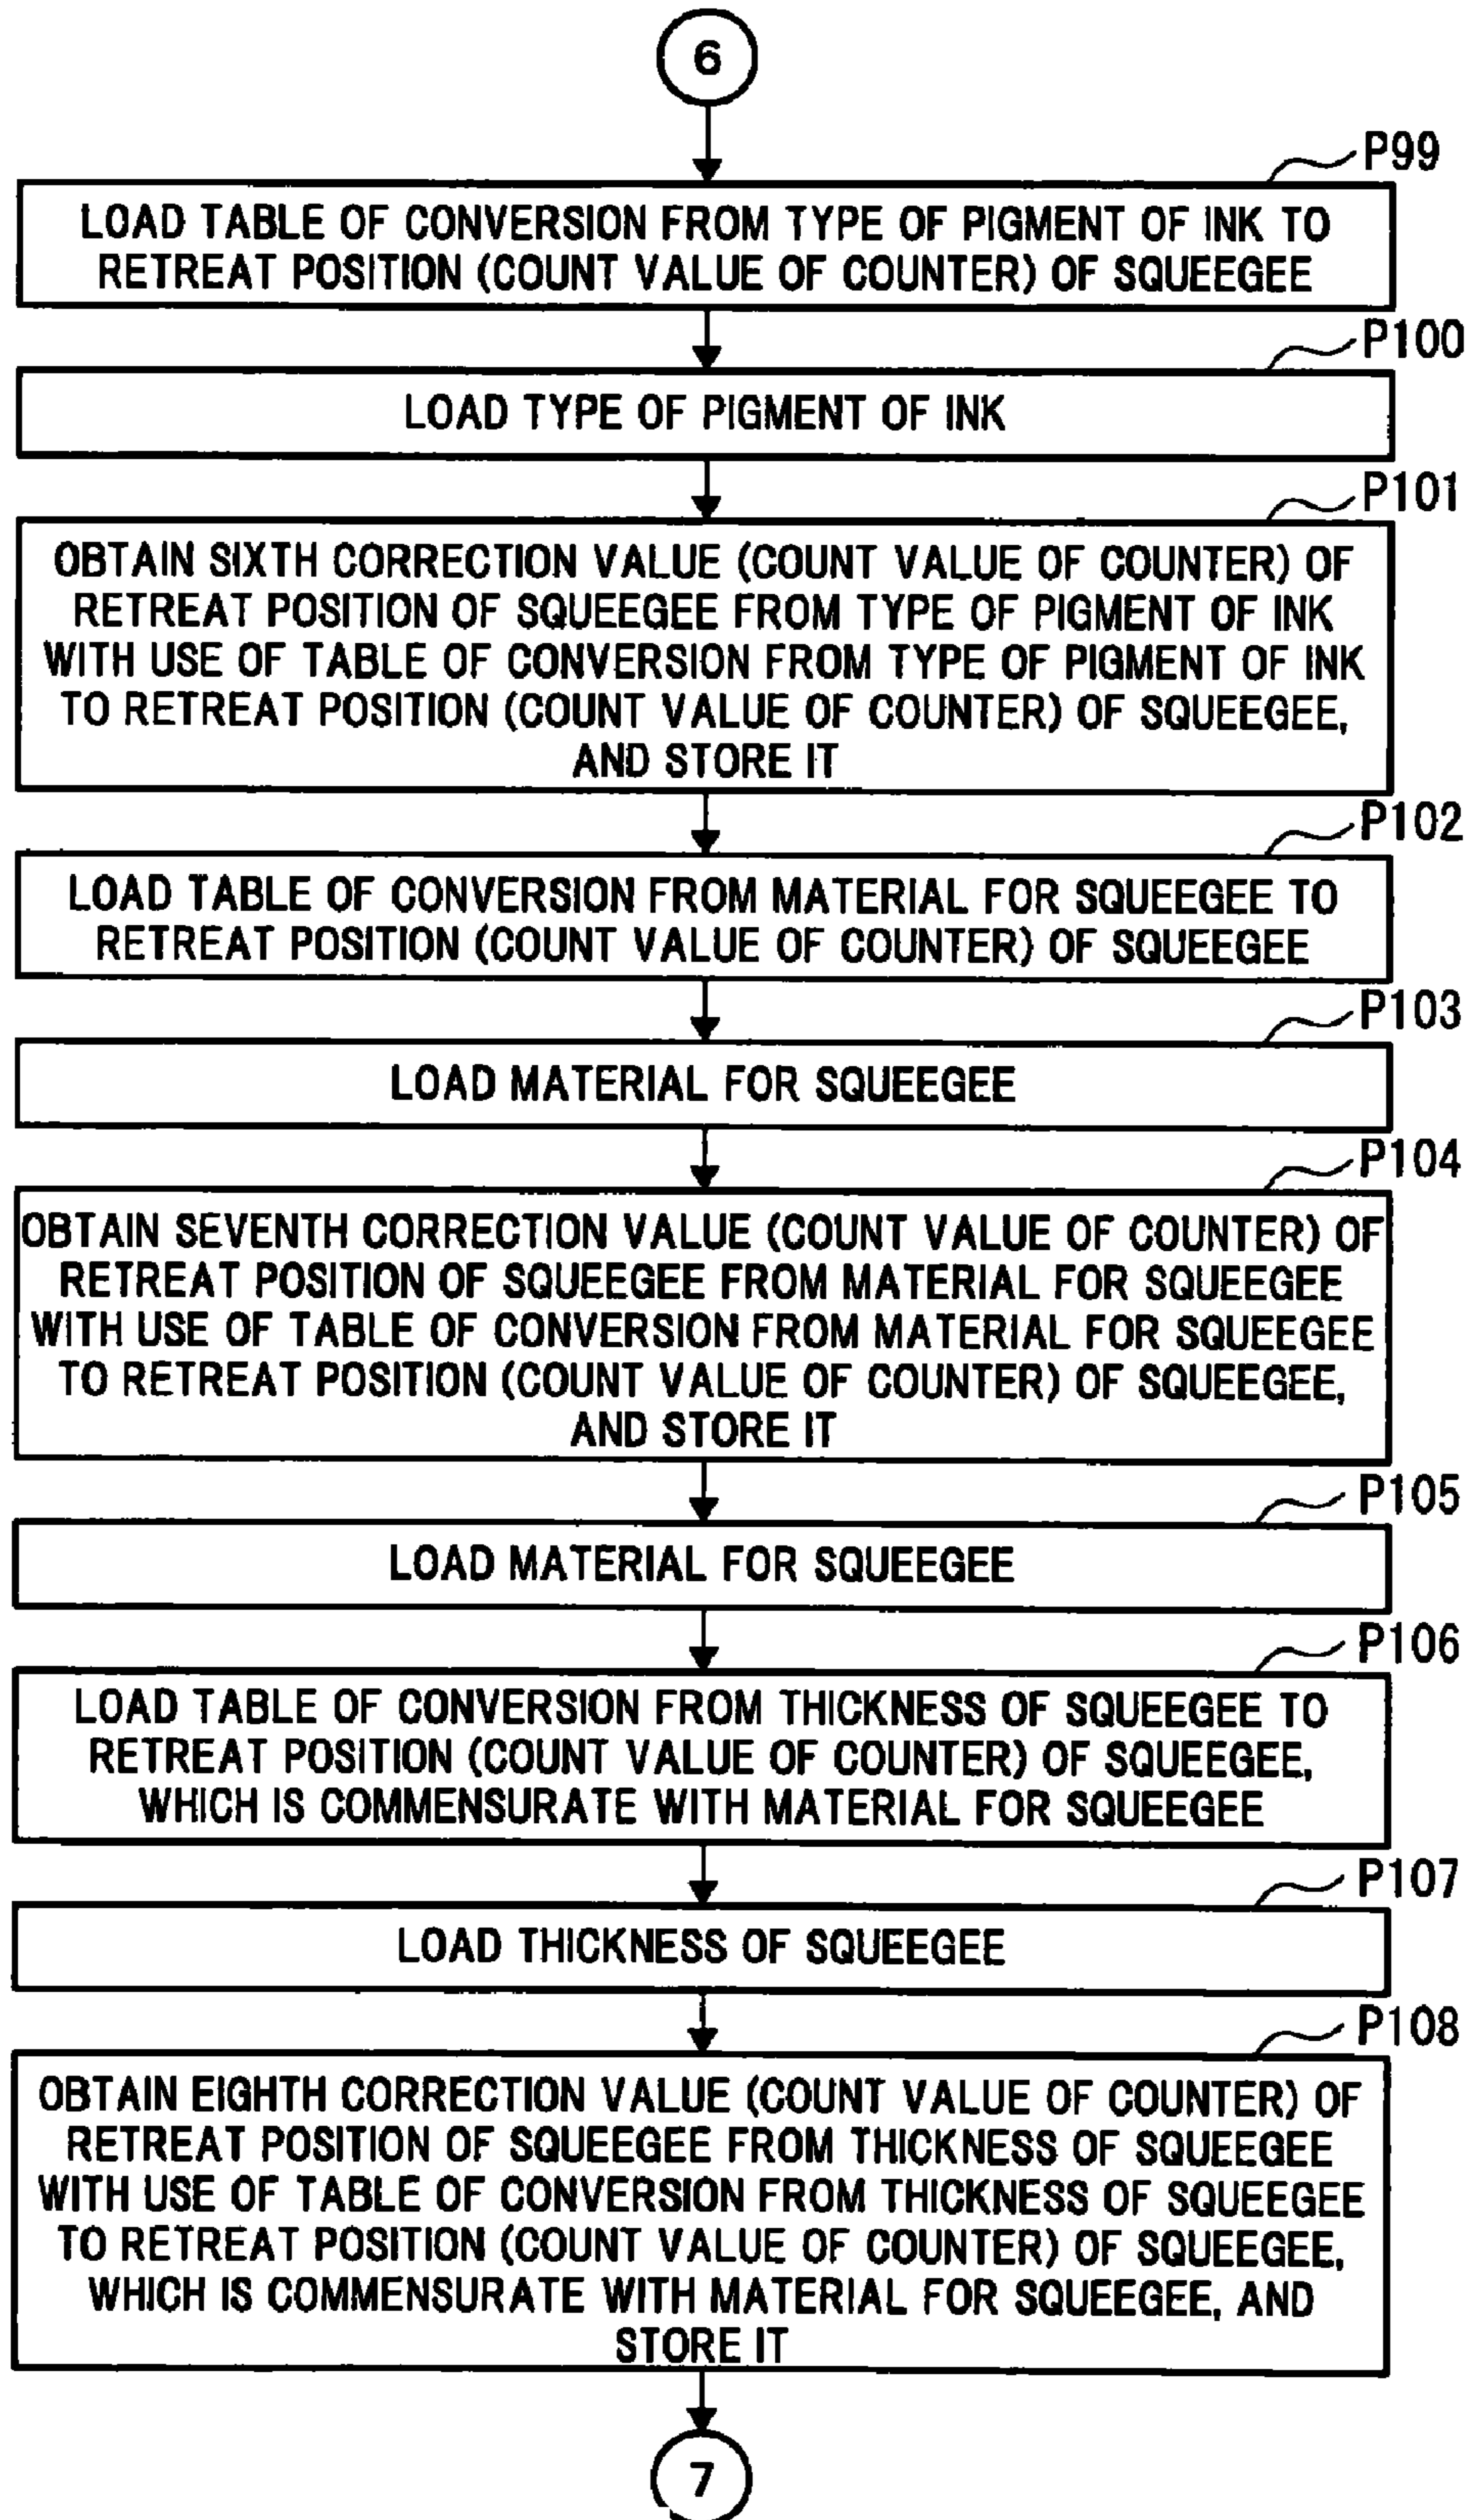 6
P99
LOAD TABLE OF CONVERSION FROM TYPE OF PIGMENT OF INK TO
RETREAT POSITION (COUNT VALUE OF COUNTER) OF SQUEEGEE
P100
LOAD TYPE OF PIGMENT OF INK
P101
OBTAIN SIXTH CORRECTION VALUE (COUNT VALUE OF COUNTER) OF
RETREAT POSITION OF SQUEEGEE FROM TYPE OF PIGMENT OF INK
WITH USE OF TABLE OF CONVERSION FROM TYPE OF PIGMENT OF INK
TO RETREAT POSITION (COUNT VALUE OF COUNTER) OF SQUEEGEE,
AND STORE IT
P102
LOAD TABLE OF CONVERSION FROM MATERIAL FOR SQUEEGEE TO
RETREAT POSITION (COUNT VALUE OF COUNTER) OF SQUEEGEE
P103
LOAD MATERIAL FOR SQUEEGEE
P104
OBTAIN SEVENTH CORRECTION VALUE (COUNT VALUE OF COUNTER) OF
RETREAT POSITION OF SQUEEGEE FROM MATERIAL FOR SQUEEGEE
WITH USE OF TABLE OF CONVERSION FROM MATERIAL FOR SQUEEGEE
TO RETREAT POSITION (COUNT VALUE OF COUNTER) OF SQUEEGEE,
AND STORE IT
P105
LOAD MATERIAL FOR SQUEEGEE
P106
LOAD TABLE OF CONVERSION FROM THICKNESS OF SQUEEGEE TO
RETREAT POSITION (COUNT VALUE OF COUNTER) OF SQUEEGEE,
WHICH IS COMMENSURATE WITH MATERIAL FOR SQUEEGEE
P107
LOAD THICKNESS OF SQUEEGEE
P108
OBTAIN EIGHTH CORRECTION VALUE (COUNT VALUE OF COUNTER) OF
RETREAT POSITION OF SQUEEGEE FROM THICKNESS OF SQUEEGEE
WITH USE OF TABLE OF CONVERSION FROM THICKNESS OF SQUEEGEE
TO RETREAT POSITION (COUNT VALUE OF COUNTER) OF SQUEEGEE,
WHICH IS COMMENSURATE WITH MATERIAL FOR SQUEEGEE, AND
STORE IT
7